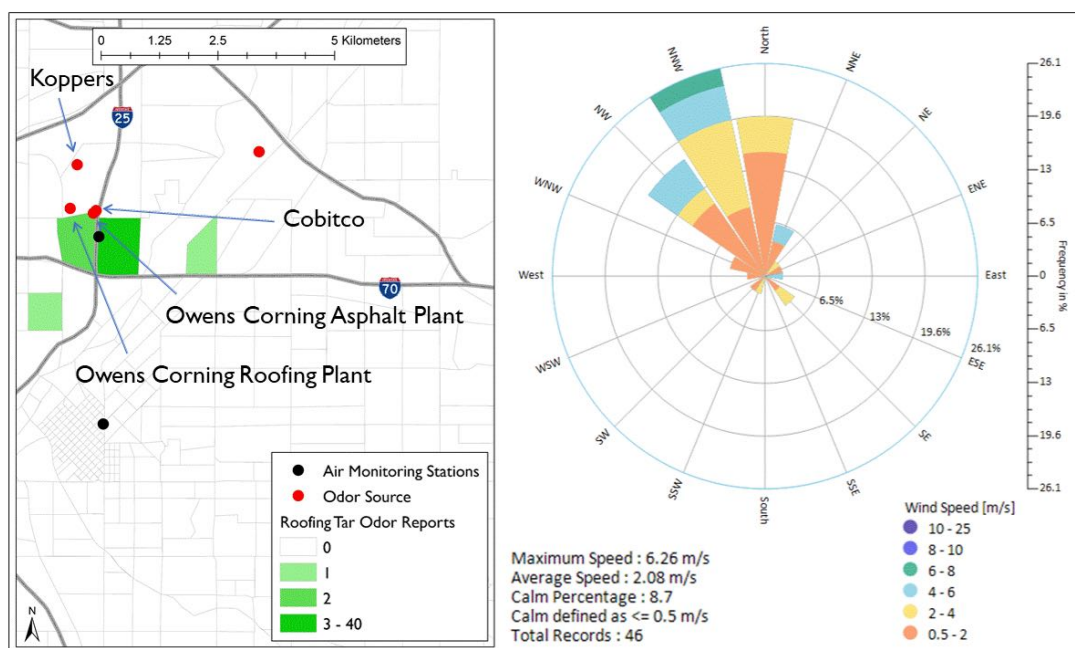 0 1.25 2.5 5 Kilometers
Koppers
INTERSTATE
25
Cobitco
INTERSTATE
70
Owens Corning Asphalt Plant
Owens Corning Roofing Plant
Air Monitoring Stations
Odor Source
Roofing Tar Odor Reports
0
1
2
3 - 40
N
North
NNE
NE
ENE
East
ESE
SE
SSE
South
SSW
SW
WSW
West
WNW
NW
NNW
6.5%
13%
19.6%
26.1%
26.1
19.6
13
6.5
0
6.5
13
19.6
26.1
Frequency in %
Maximum Speed : 6.26 m/s
Average Speed : 2.08 m/s
Calm Percentage : 8.7
Calm defined as <= 0.5 m/s
Total Records : 46
Wind Speed [m/s]
10 - 25
8 - 10
6 - 8
4 - 6
2 - 4
0.5 - 2